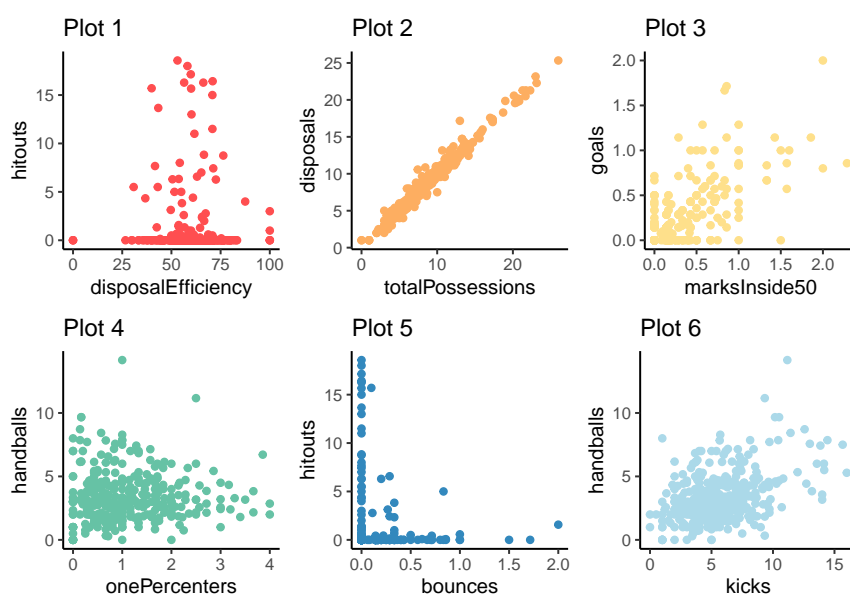 Plot 1
Plot 2
Plot 3
hitouts
15
10
5
0
0
25
50
75
100
disposalEfficiency
disposals
25
20
15
10
5
0
0
10
20
totalPossessions
goals
2.0
1.5
1.0
0.5
0.0
0.0
0.5
1.0
1.5
2.0
marksInside50
Plot 4
Plot 5
Plot 6
handballs
10
5
0
0
1
2
3
4
onePercenters
hitouts
15
10
5
0
0.0
0.5
1.0
1.5
2.0
bounces
handballs
10
5
0
0
5
10
15
kicks